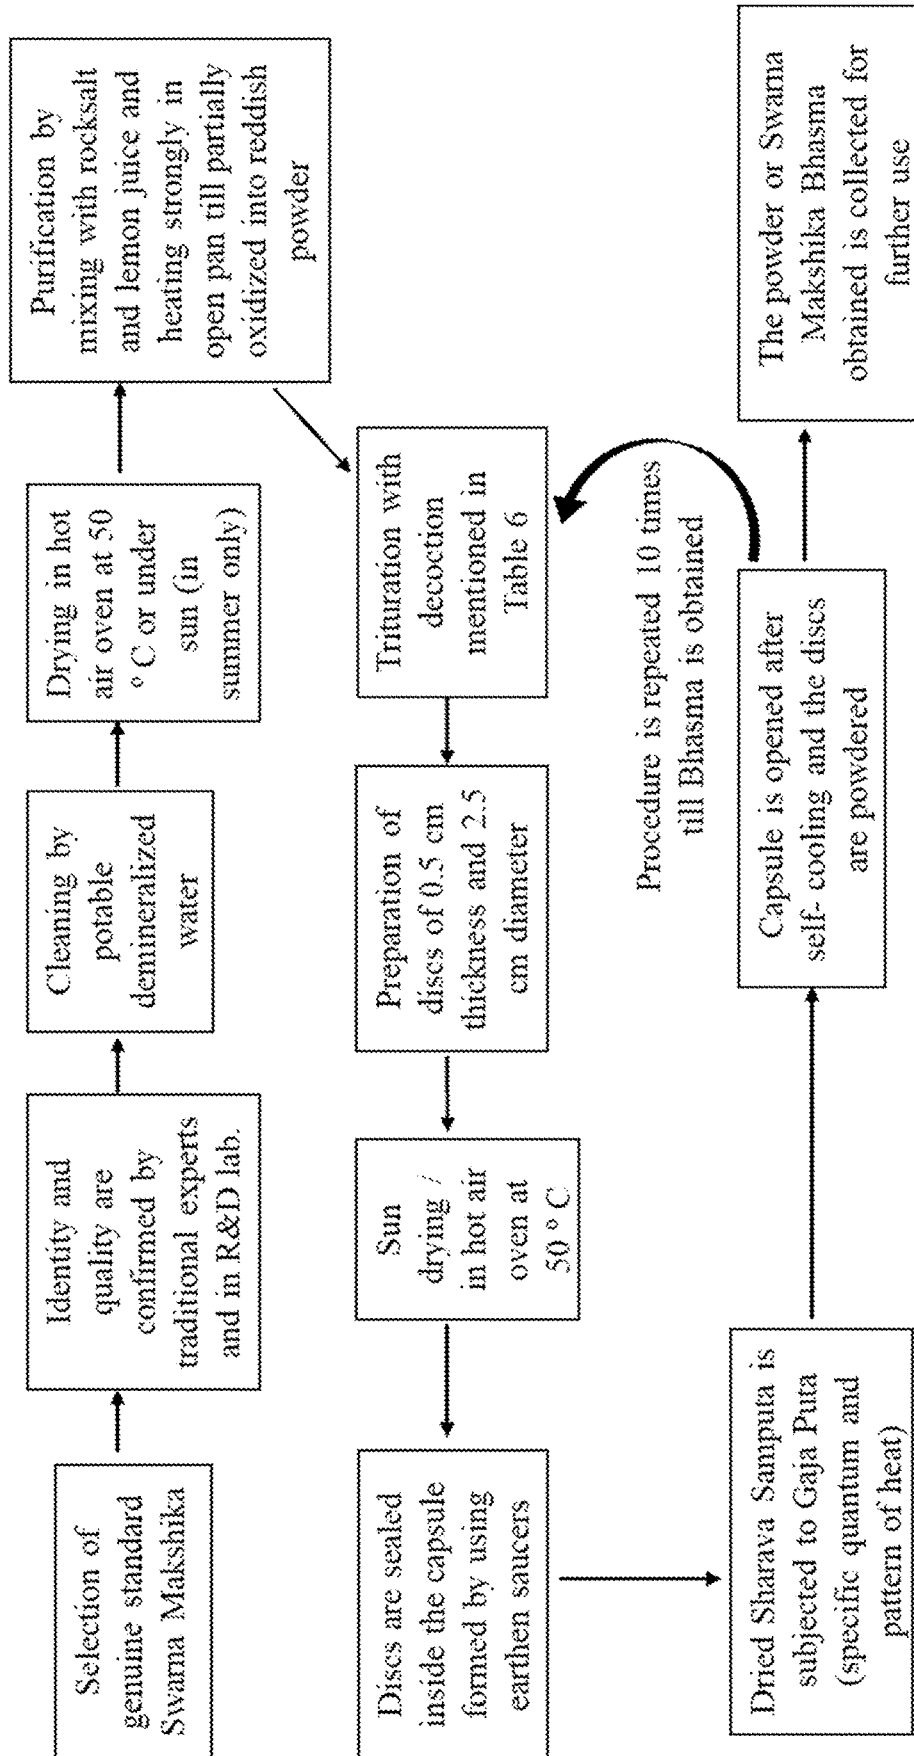 Selection of
genuine standard
Swarna Makshika
Identity and
quality are
confirmed by
traditional experts
and in R&D lab.
Cleaning by
potable
demineralized
water
Drying in hot
air oven at 50
° C or under
sun (in
summer only)
Purification by
mixing with rocksalt
and lemon juice and
heating strongly in
open pan till partially
oxidized into reddish
powder
Trituration with
decoction
mentioned in
Table 6
Preparation of
discs of 0.5 cm
thickness and 2.5
cm diameter
Sun
drying /
in hot air
oven at
50 ° C
Discs are sealed
inside the capsule
formed by using
earthen saucers
Dried Sharava Samputa is
subjected to Gaja Puta
(specific quantum and
pattern of heat)
Capsule is opened after
self- cooling and the discs
are powdered
Procedure is repeated 10 times
till Bhasma is obtained
The powder or Swarna
Makshika Bhasma
obtained is collected for
further use